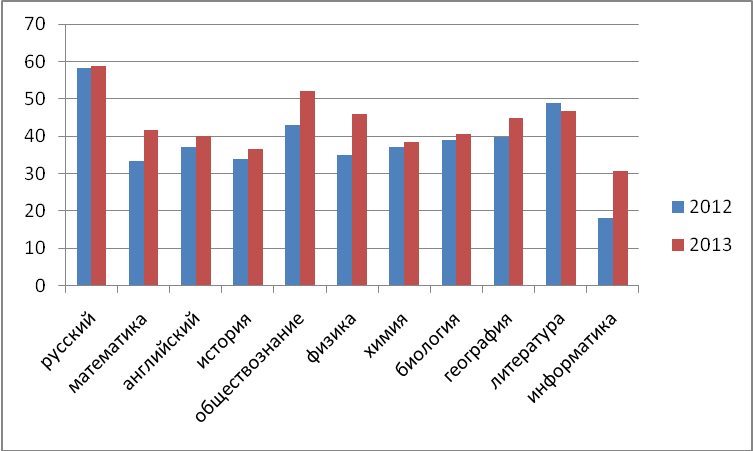 70
60
50
40
30
20
10
0
русский
математика
английский
история
обществознание
физика
химия
биология
география
литература
информатика
2012
2013